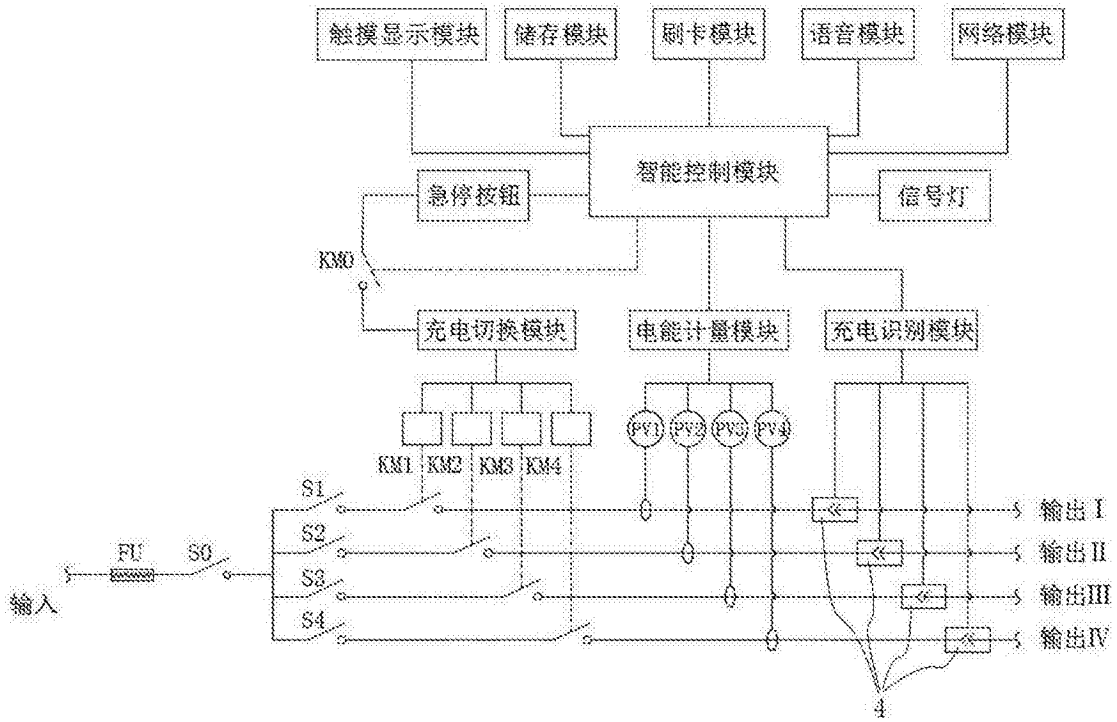 触摸显示模块
储存模块
刷卡模块
语音模块
网络模块
智能控制模块
急停按钮
信号灯
KM0
充电切换模块
电能计量模块
充电识别模块
PV1
PV2
PV3
PV4
KM1
KM2
KM3
KM4
S1
输出 I
S2
输出 II
FU
S0
S3
输入
输出III
S4
输出IV
4